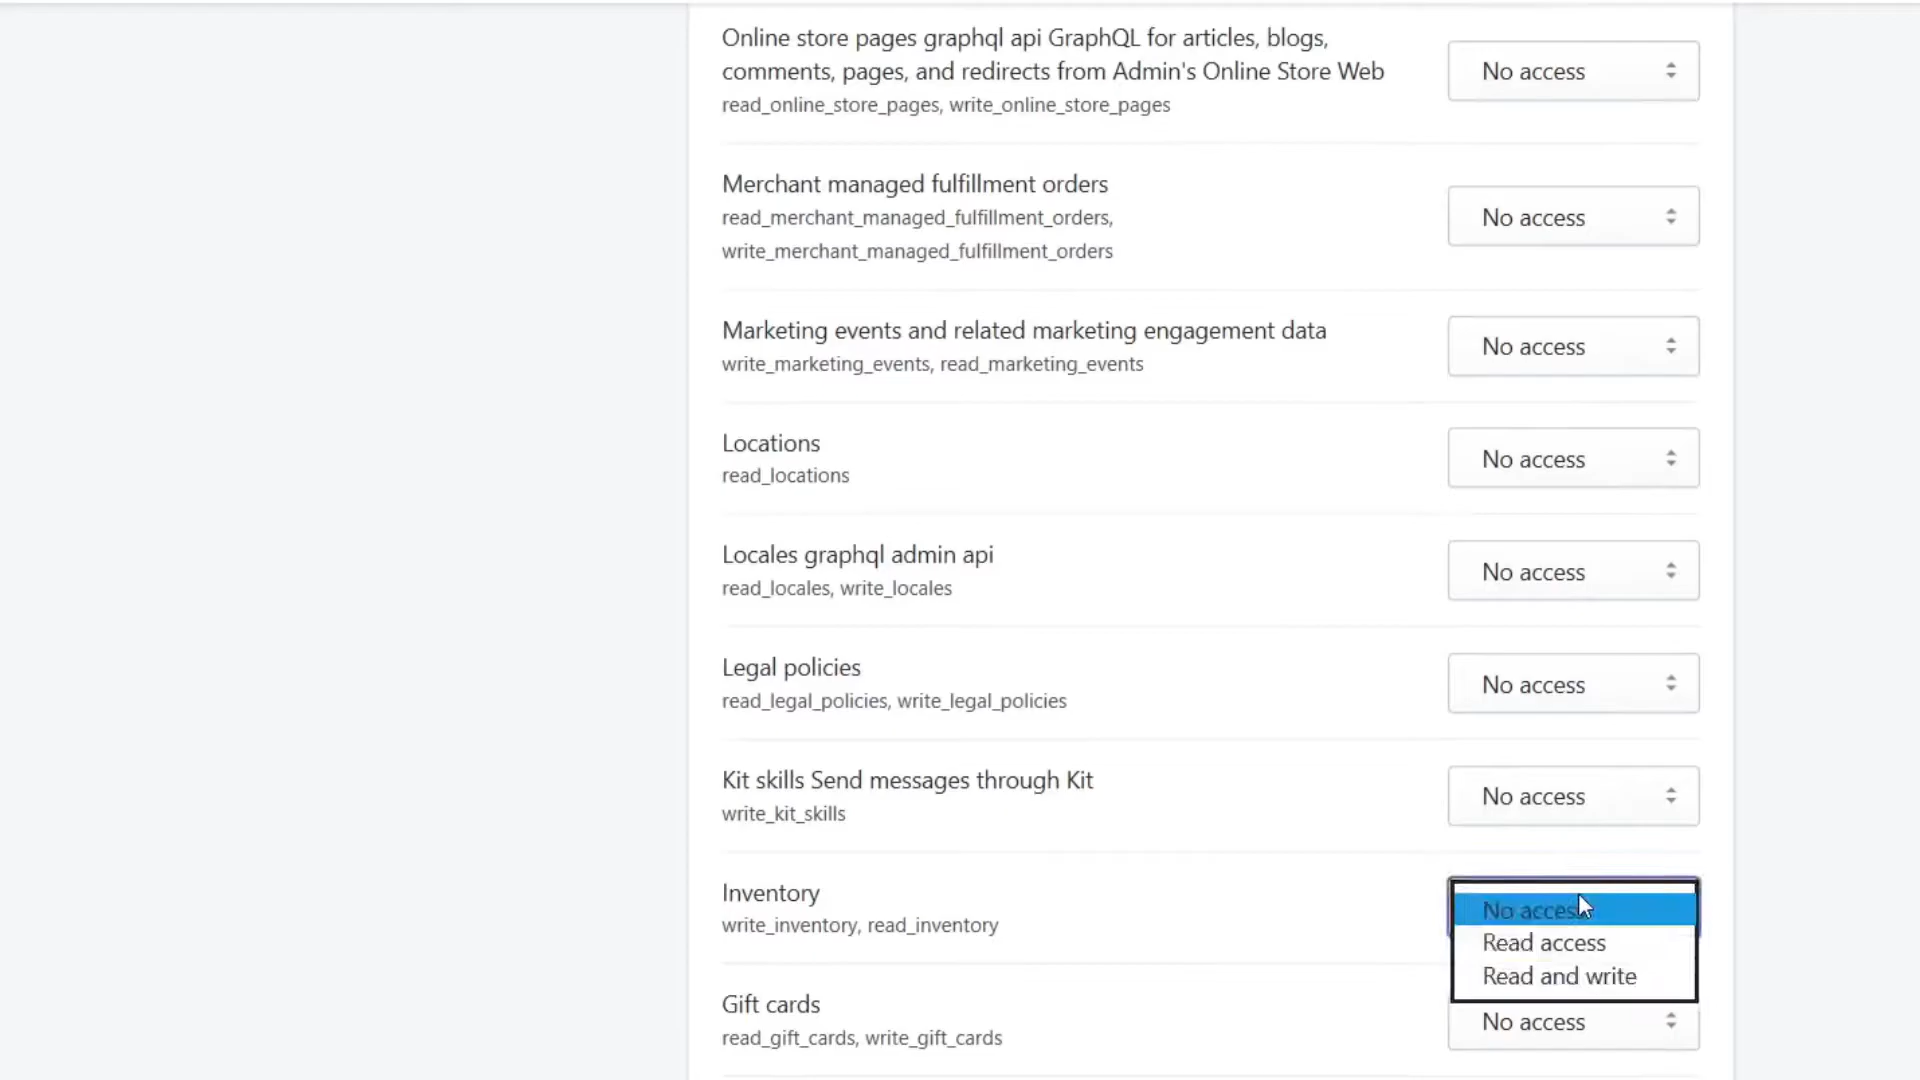 Online store pages graphql api GraphQL for articles, blogs,
comments, pages, and redirects from Admin's Online Store Web
No access
read_online_store_pages, write_online_store_pages
Merchant managed fulfillment orders
read_merchant_managed_fulfillment_orders,
No access
write_merchant_managed_fulfillment_orders
Marketing events and related marketing engagement data
No access
write_marketing_events, read_marketing_events
Locations
No access
read_locations
Locales graphql admin api
No access
read_locales, write_locales
Legal policies
No access
read_legal_policies, write_legal_policies
Kit skills Send messages through Kit
No access
write_kit_skills
Inventory
No access
write_inventory, read_inventory
Read access
Read and write
Gift cards
No access
read_gift_cards, write_gift_cards